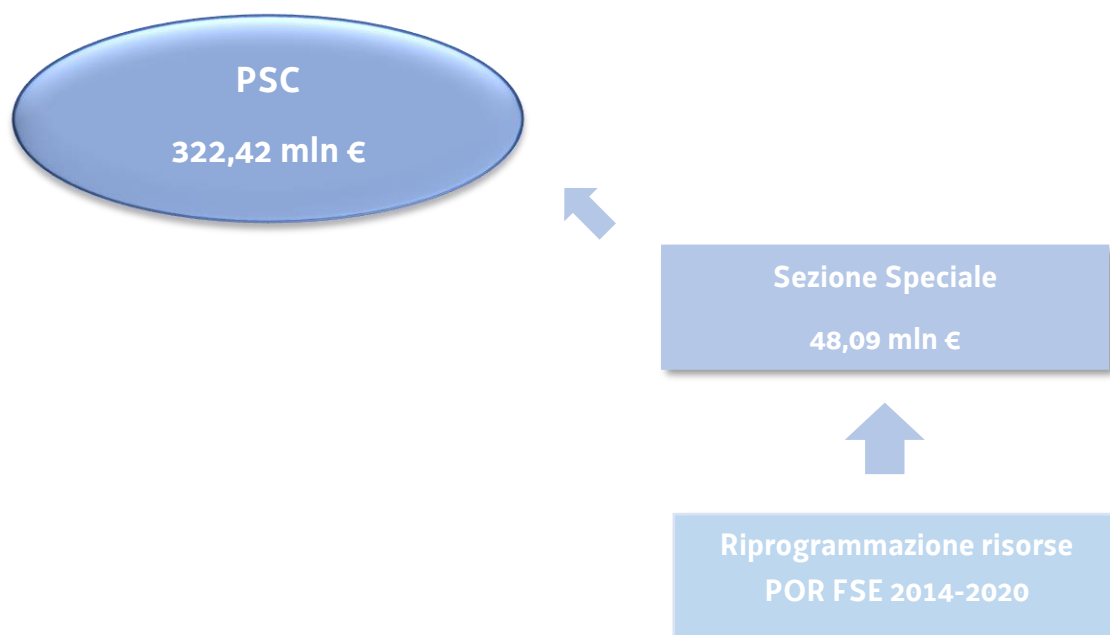 PSC
322,42 mln €
Sezione Speciale
48,09 mln €
Riprogrammazione risorse
POR FSE 2014-2020